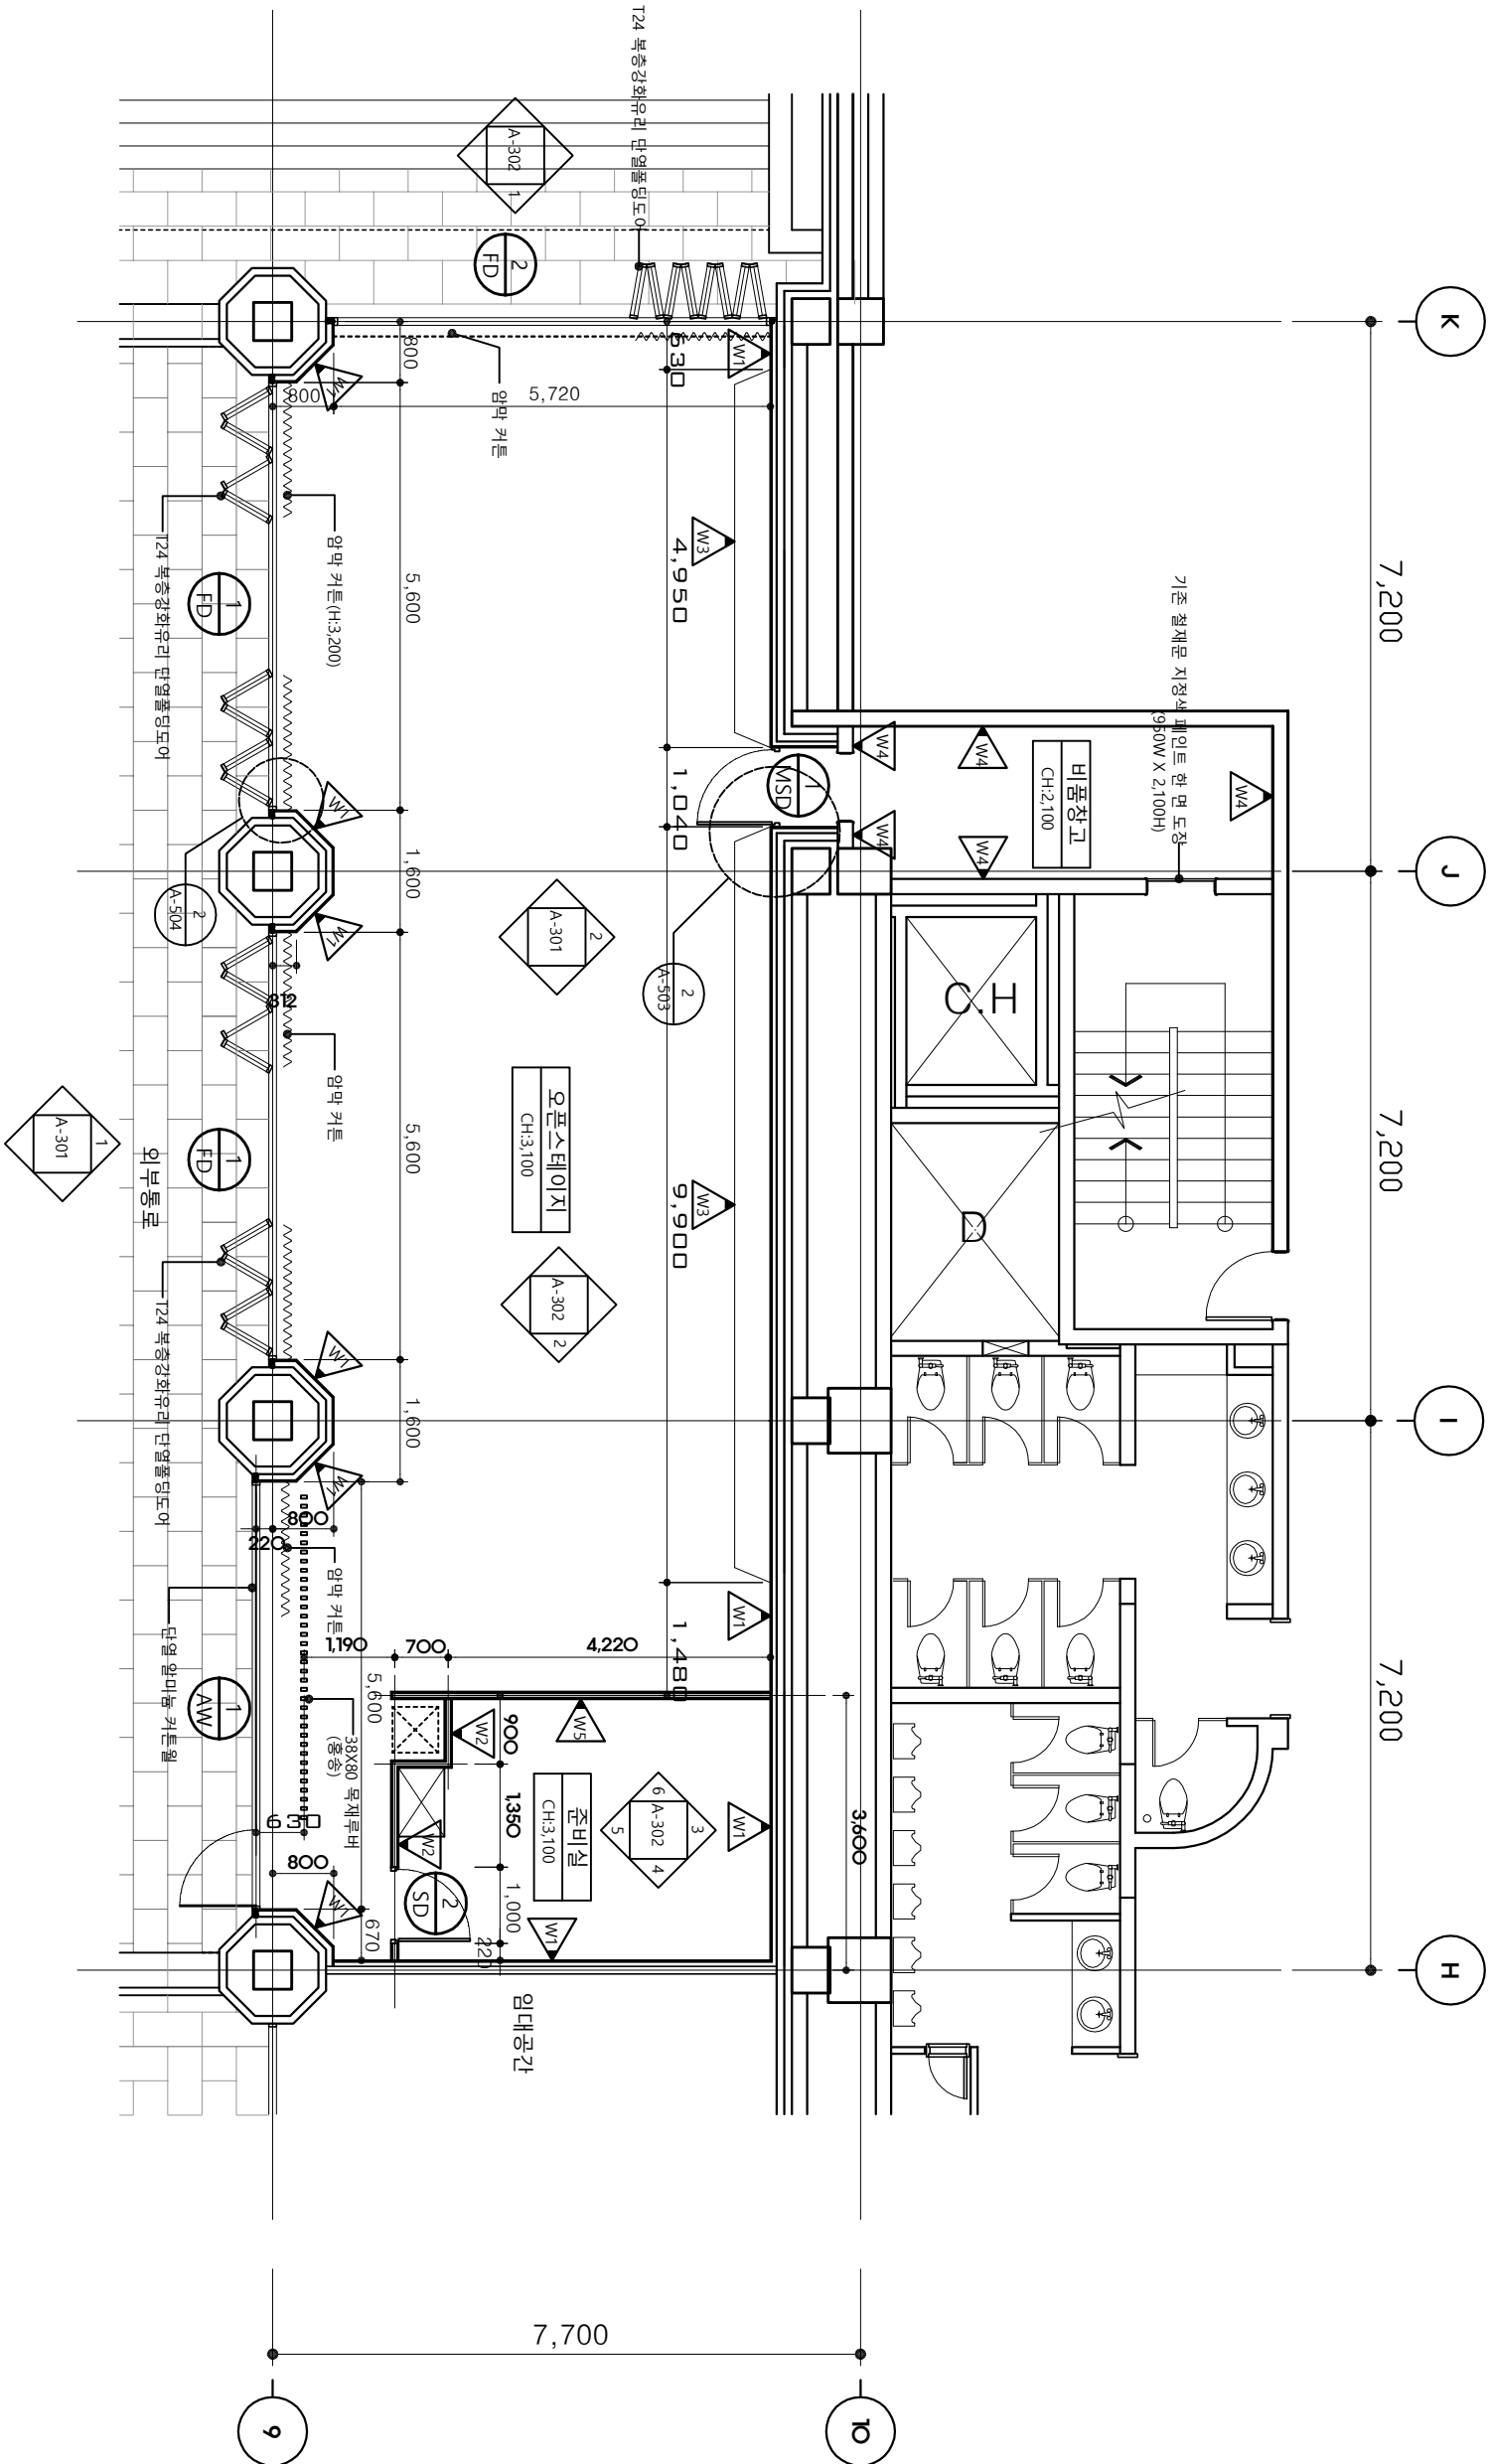 K
J
I
H
7,200
7,200
7,200
T24 복층강화유리 단열폴딩도어
A-302
1
2
FD
630
W1
800
W1
800
5,720
암막 커튼
암막 커튼(H:3,200)
T24 복층강화유리 단열폴딩도어
1
FD
5,600
W3
4,950
기존 철재문 지정색 페인트 한 면 도장
(950W X 2,100H)
W4
W4
W4
비품창고
CH:2,100
W4
W4
1
MSD
1,040
W1
1,600
2
A-504
W1
2
A-301
2
A-503
C.H
312
암막 커튼
오픈스테이지
CH:3,100
1
A-301
외부통로
1
FD
5,600
W3
9,900
D
A-302
2
T24 복층강화유리 단열폴딩도어
W1
1,600
W1
800
220
암막 커튼
단열 알미늄 커튼월
1
AW
1,190
700
4,220
W1
1,480
5,600
38X80 목재루버
(홍송)
W2
900
W5
1,350
준비실
CH:3,100
6
A-302
3
5
4
W1
3,600
W2
630
800
2
SD
1,000
W1
W1
670
220
임대공간
7,700
9
10